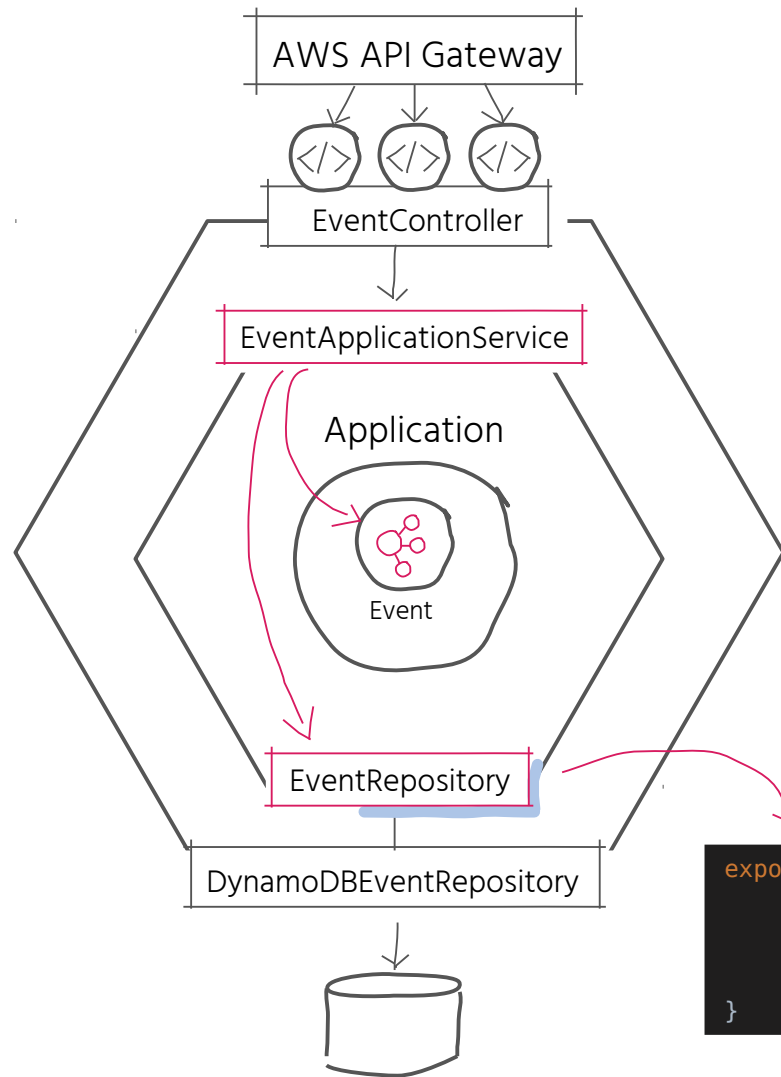 AWS API Gateway
</> </> </>
EventController
EventApplicationService
Application
Event
EventRepository
DynamoDBEventRepository
expo
}